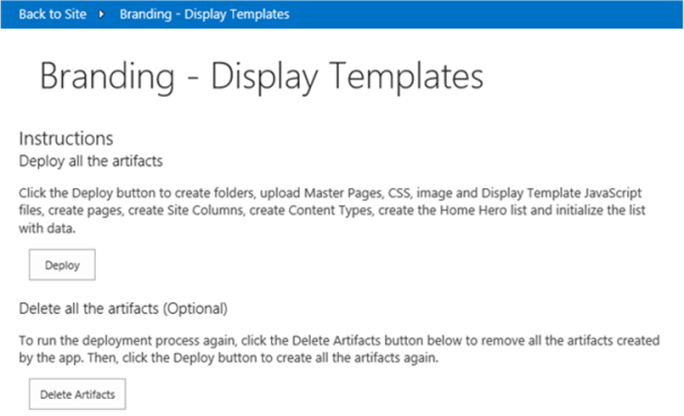 Back to Site ▸ Branding - Display Templates
Branding - Display Templates
Instructions
Deploy all the artifacts
Click the Deploy button to create folders, upload Master Pages, CSS, image and Display Template JavaScript
files, create pages, create Site Columns, create Content Types, create the Home Hero list and initialize the list
with data.
Deploy
Delete all the artifacts (Optional)
To run the deployment process again, click the Delete Artifacts button below to remove all the artifacts created
by the app. Then, click the Deploy button to create all the artifacts again.
Delete Artifacts